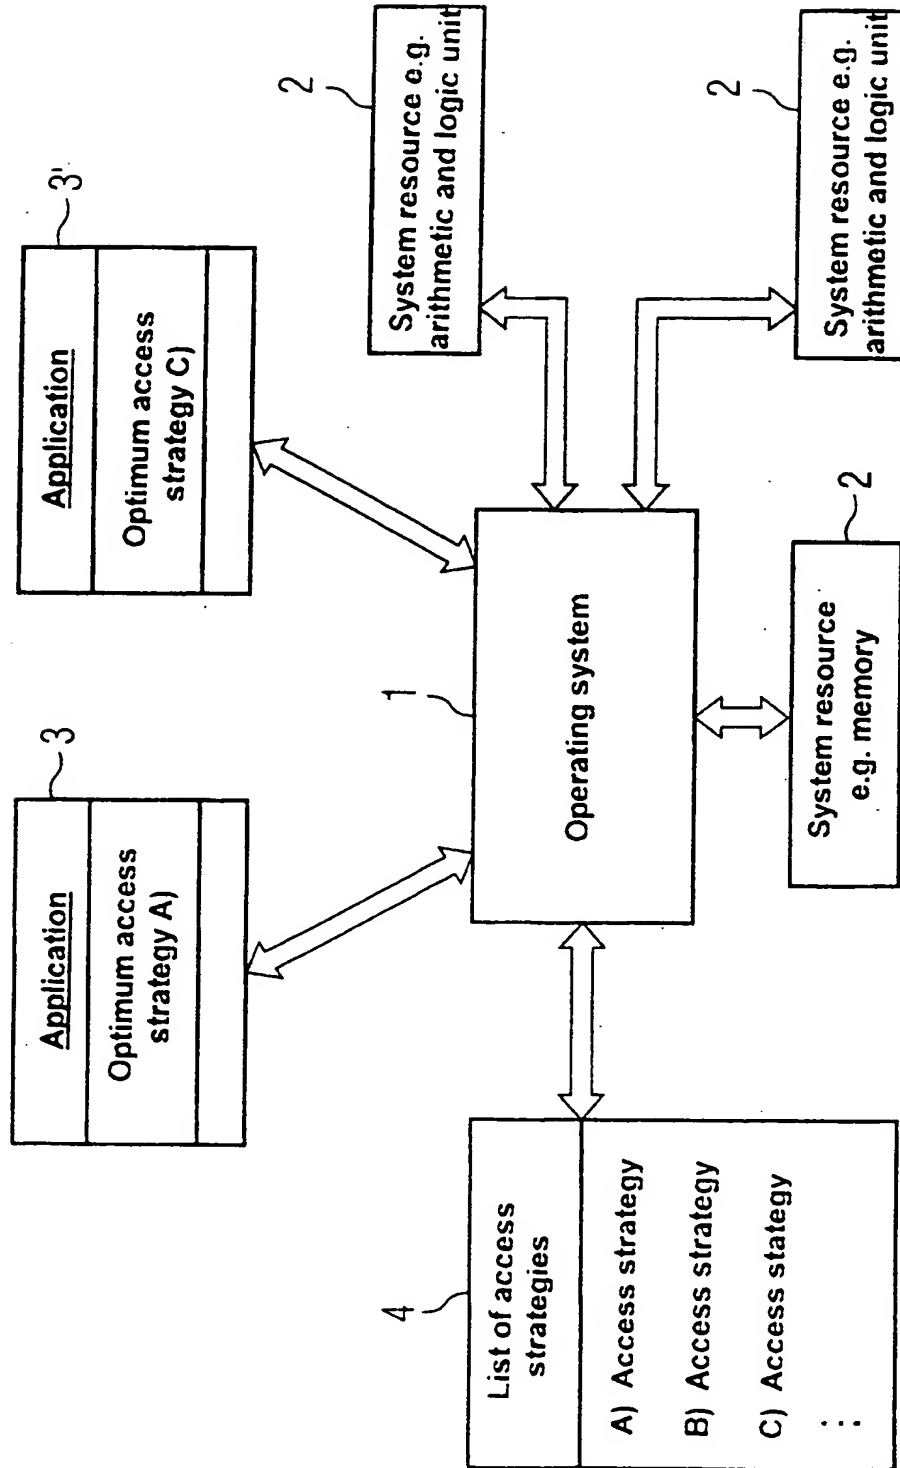 3
Application
Optimum access
strategy A)
3'
Application
Optimum access
strategy C)
1
Operating system
4
List of access
strategies
A) Access strategy
B) Access strategy
C) Access stategy
⋮
2
System resource
e.g. memory
2
System resource e.g.
arithmetic and logic unit
2
System resource e.g.
arithmetic and logic unit